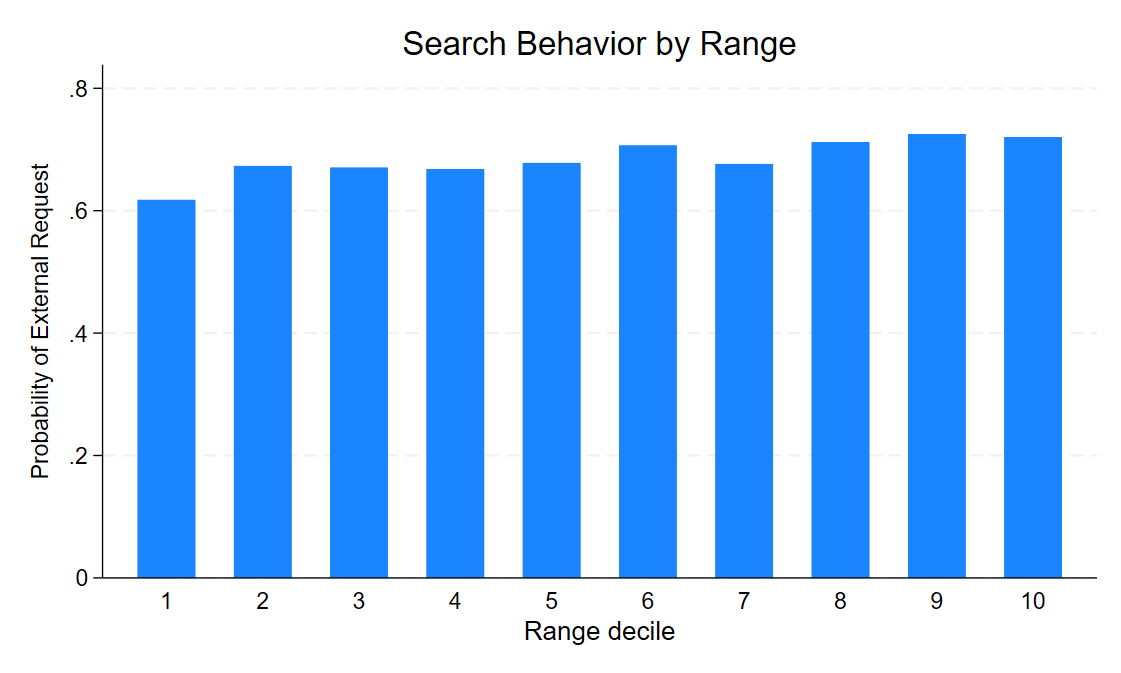 Search Behavior by Range
Probability of External Request
.8
.6
.4
.2
0
1 2 3 4 5 6 7 8 9 10
Range decile